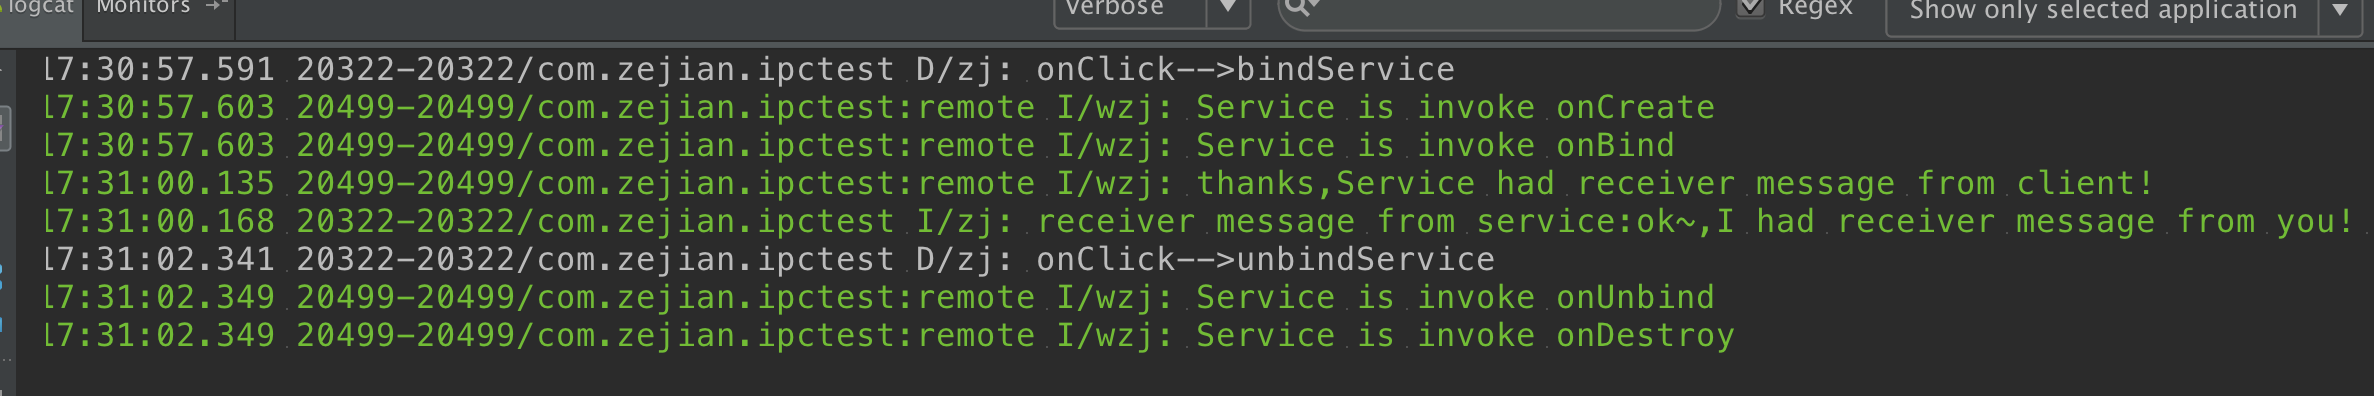 logcat Monitors Verbose Regex Show only selected application
17:30:57.591 20322-20322/com.zejian.ipctest D/zj: onClick-->bindService
17:30:57.603 20499-20499/com.zejian.ipctest:remote I/wzj: Service is invoke onCreate
17:30:57.603 20499-20499/com.zejian.ipctest:remote I/wzj: Service is invoke onBind
17:31:00.135 20499-20499/com.zejian.ipctest:remote I/wzj: thanks,Service had receiver message from client!
17:31:00.168 20322-20322/com.zejian.ipctest I/zj: receiver message from service:ok~,I had receiver message from you!
17:31:02.341 20322-20322/com.zejian.ipctest D/zj: onClick-->unbindService
17:31:02.349 20499-20499/com.zejian.ipctest:remote I/wzj: Service is invoke onUnbind
17:31:02.349 20499-20499/com.zejian.ipctest:remote I/wzj: Service is invoke onDestroy